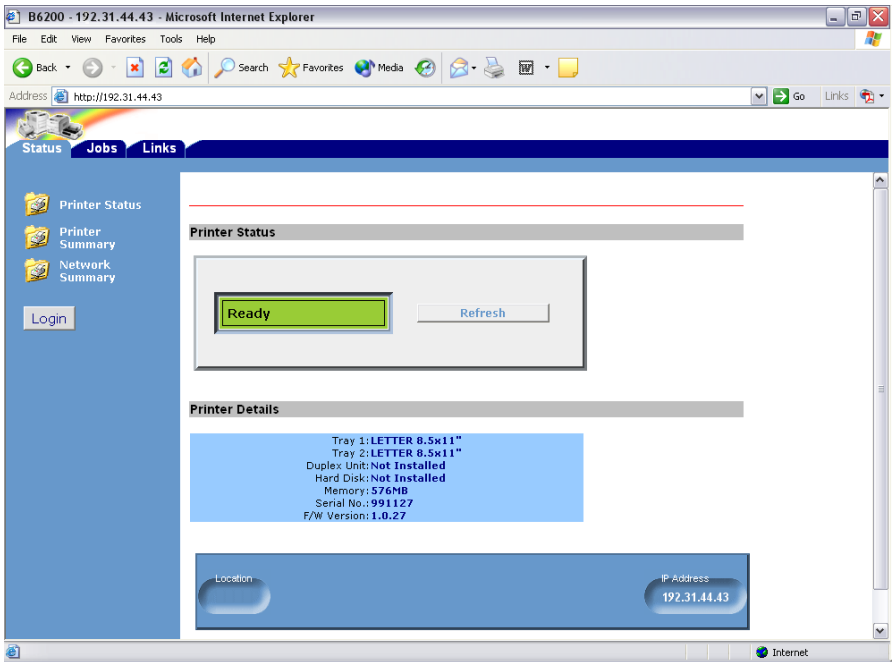 B6200 - 192.31.44.43 - Microsoft Internet Explorer
File Edit View Favorites Tools Help
Back Search Favorites Media
Address http://192.31.44.43 Go Links
Status Jobs Links
Printer Status
Printer
Summary
Network
Summary
Login
Printer Status
Ready Refresh
Printer Details
Tray 1: LETTER 8.5x11"
Tray 2: LETTER 8.5x11"
Duplex Unit: Not Installed
Hard Disk: Not Installed
Memory: 576MB
Serial No.: 991127
F/W Version: 1.0.27
Location IP Address
192.31.44.43
Internet